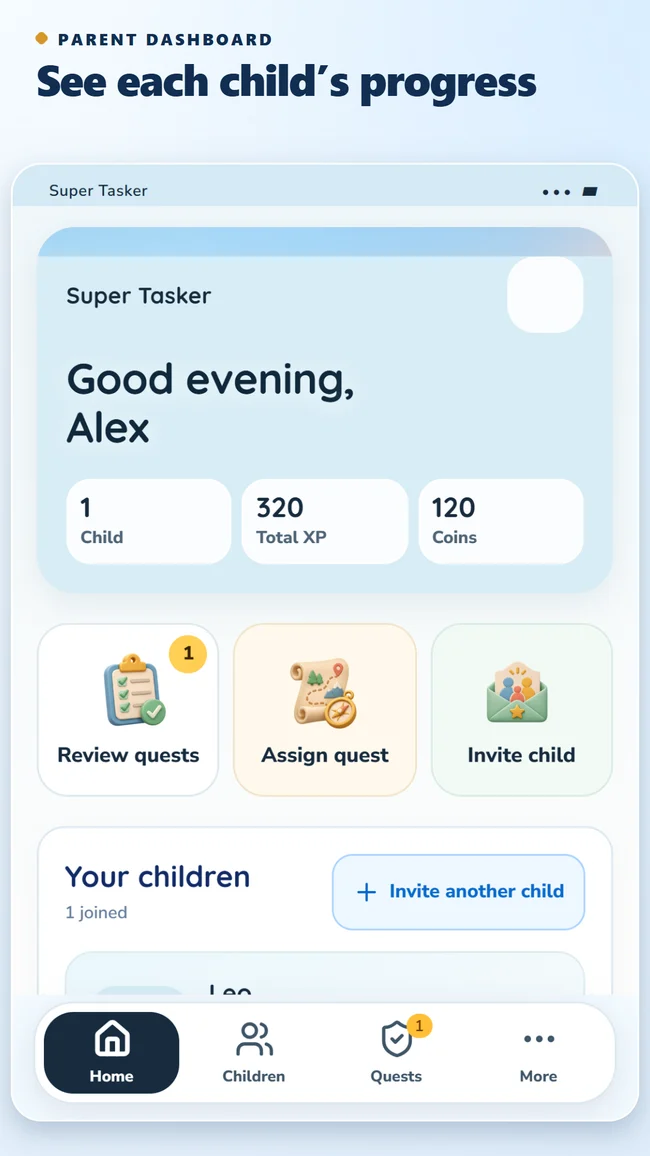 PARENT DASHBOARD
See each child′s progress
Super Tasker
Super Tasker
Good evening,
Alex
1
Child
320
Total XP
120
Coins
1
Review quests
Assign quest
Invite child
Your children
1 joined
+ Invite another child
Leo
Home
Children
1
Quests
More